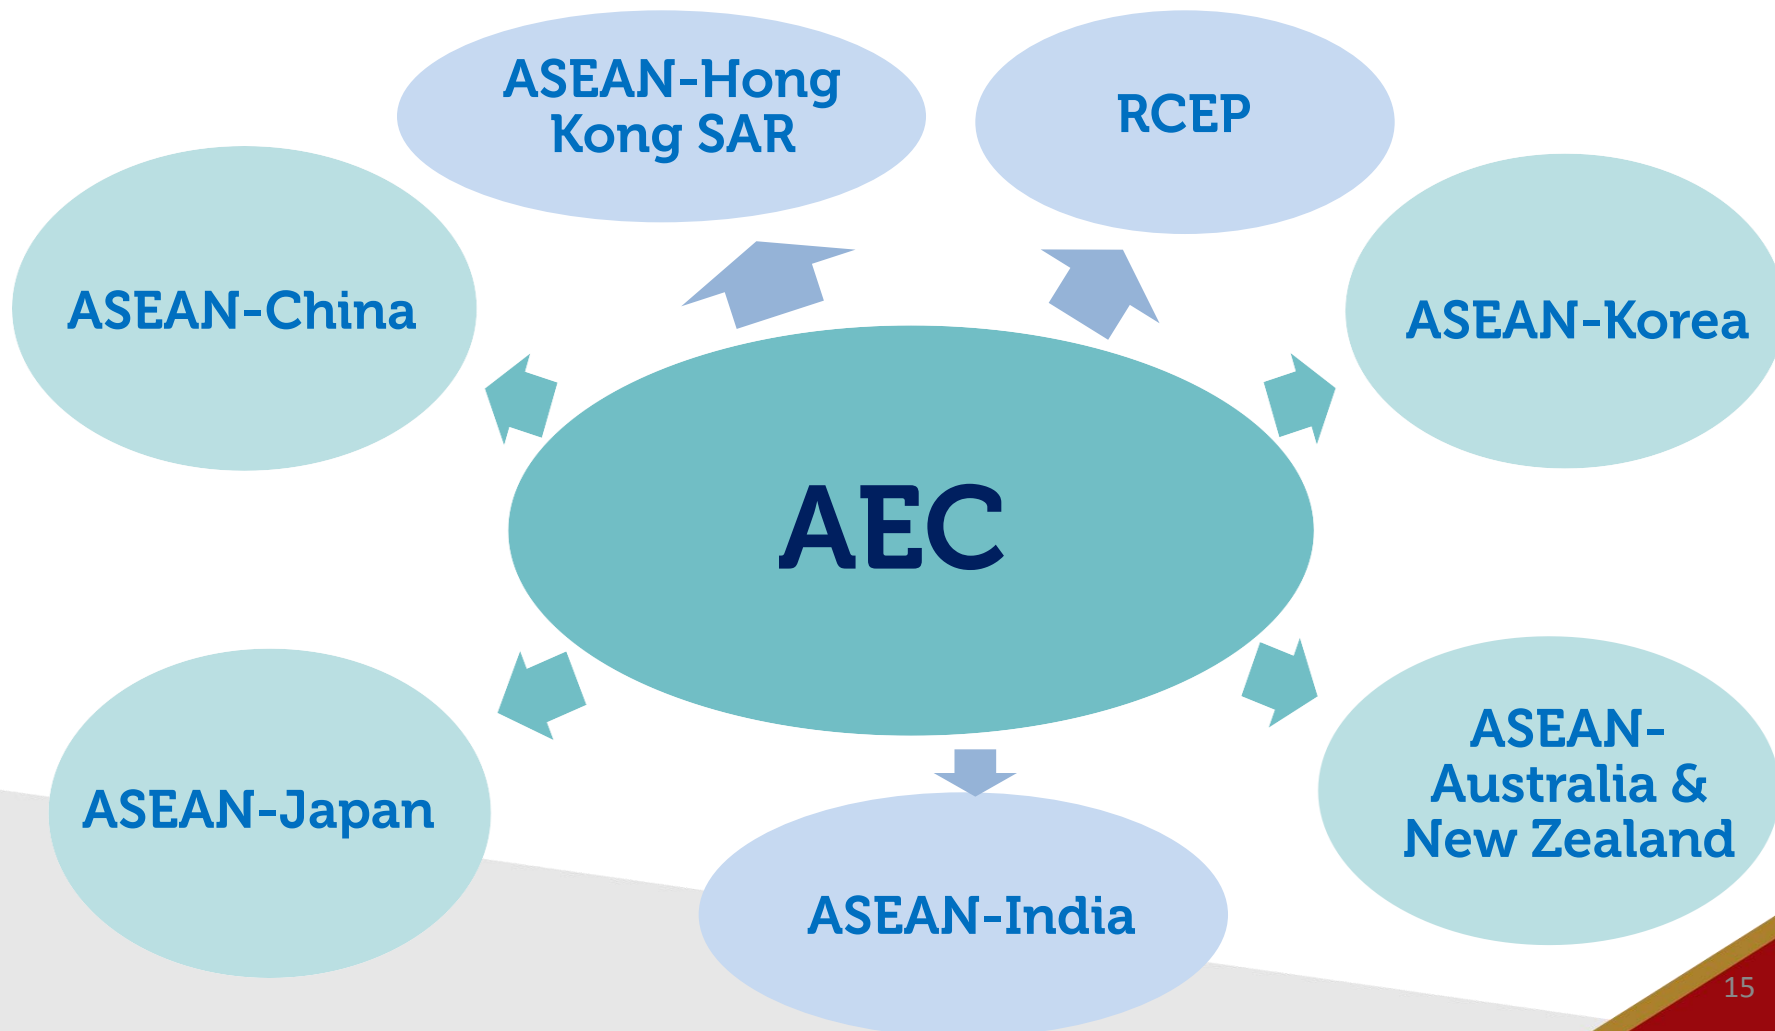 ASEAN-Hong
Kong SAR
RCEP
ASEAN-China
ASEAN-Korea
AEC
ASEAN-
Australia &
New Zealand
ASEAN-Japan
ASEAN-India
15